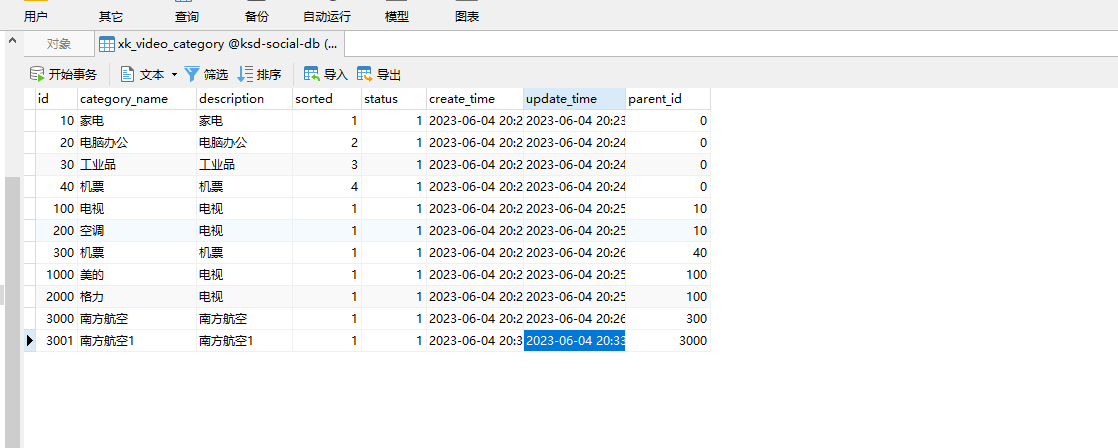 用户 其它 查询 备份 自动运行 模型 图表
对象 xk_video_category @ksd-social-db (...
开始事务 文本 筛选 排序 导入 导出
id category_name description sorted status create_time update_time parent_id
10 家电 家电 1 1 2023-06-04 20:2 2023-06-04 20:23 0
20 电脑办公 电脑办公 2 1 2023-06-04 20:2 2023-06-04 20:24 0
30 工业品 工业品 3 1 2023-06-04 20:2 2023-06-04 20:24 0
40 机票 机票 4 1 2023-06-04 20:2 2023-06-04 20:24 0
100 电视 电视 1 1 2023-06-04 20:2 2023-06-04 20:25 10
200 空调 电视 1 1 2023-06-04 20:2 2023-06-04 20:25 10
300 机票 机票 1 1 2023-06-04 20:2 2023-06-04 20:26 40
1000 美的 电视 1 1 2023-06-04 20:2 2023-06-04 20:25 100
2000 格力 电视 1 1 2023-06-04 20:2 2023-06-04 20:25 100
3000 南方航空 南方航空 1 1 2023-06-04 20:2 2023-06-04 20:26 300
3001 南方航空1 南方航空1 1 1 2023-06-04 20:3 2023-06-04 20:33 3000